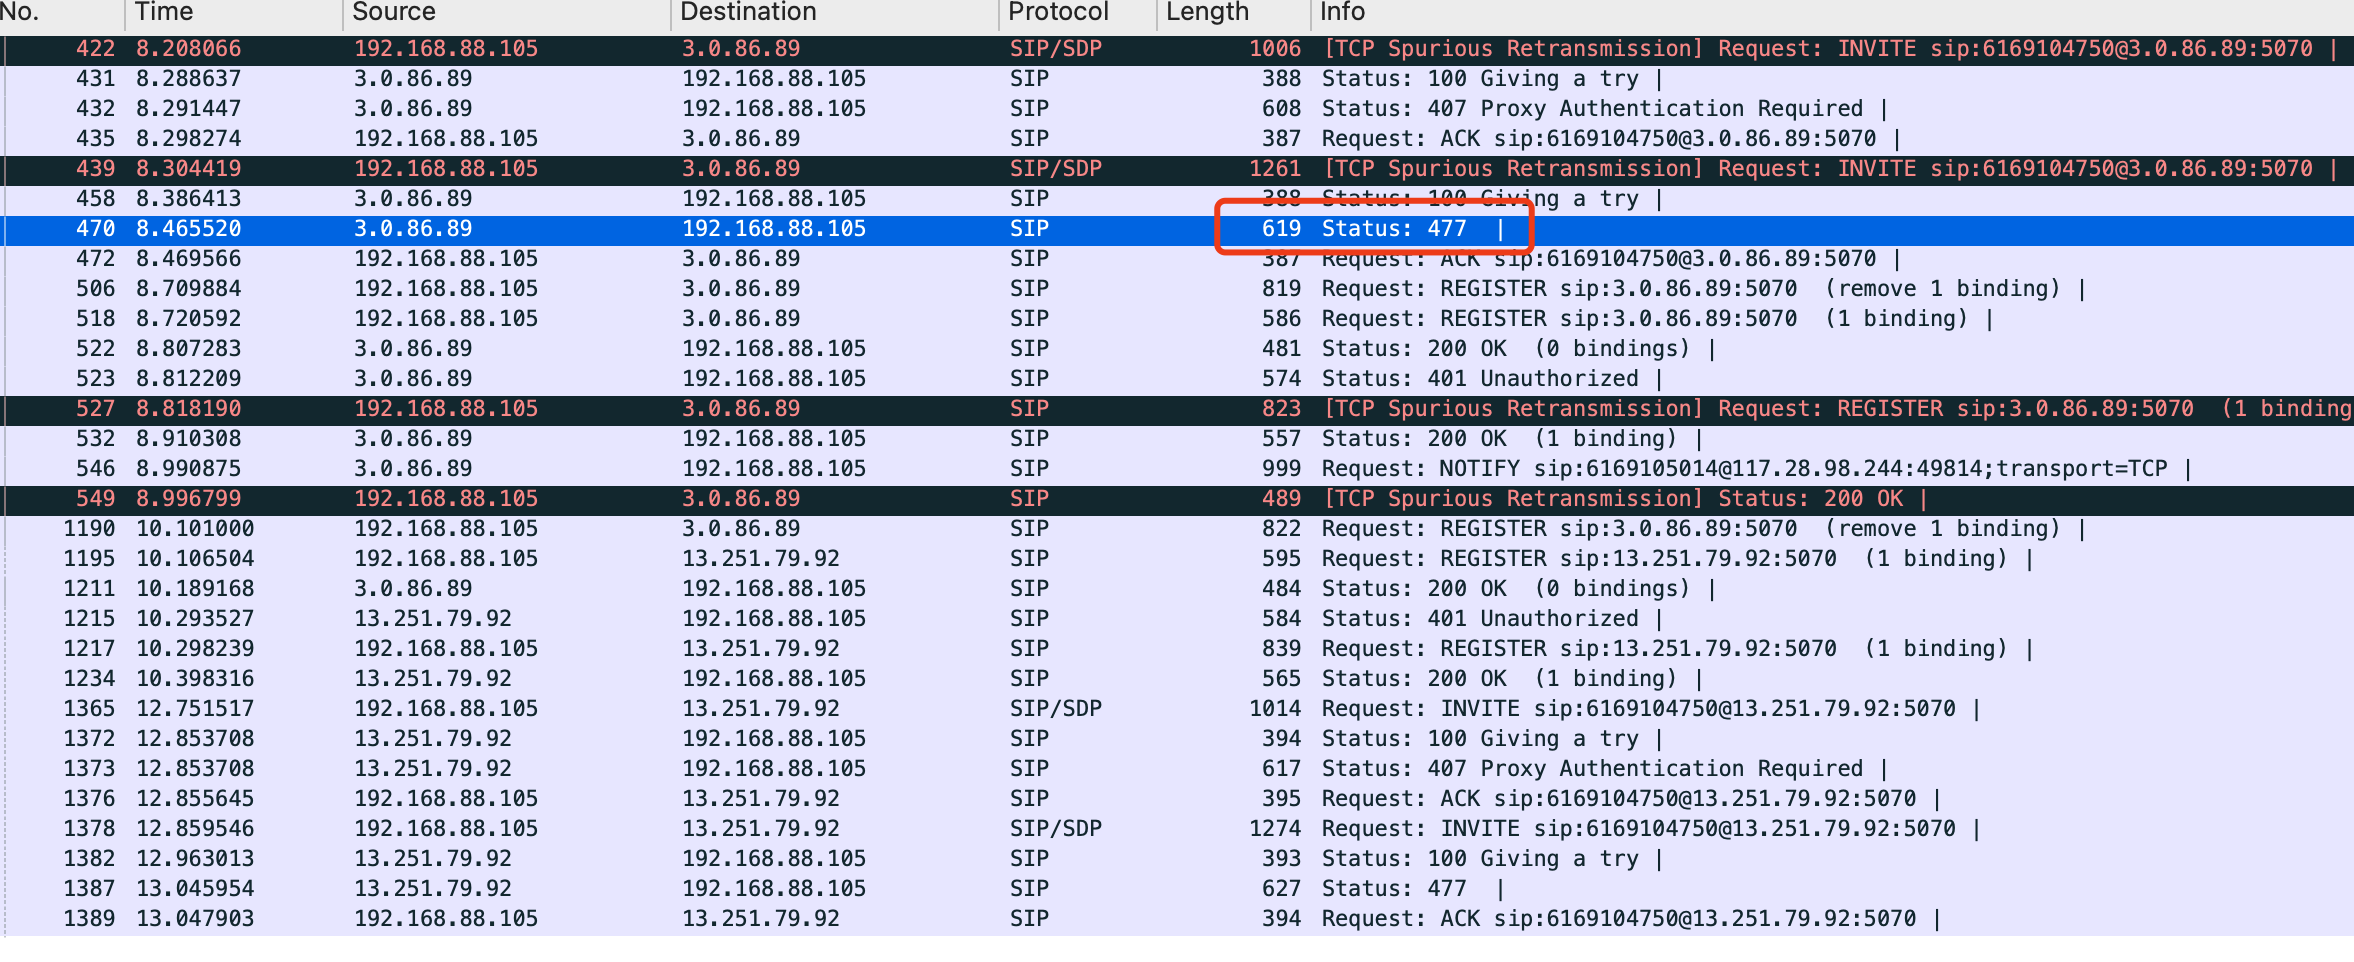 No. Time Source Destination Protocol Length Info
422 8.208066 192.168.88.105 3.0.86.89 SIP/SDP 1006 [TCP Spurious Retransmission] Request: INVITE sip:6169104750@3.0.86.89:5070 |
431 8.288637 3.0.86.89 192.168.88.105 SIP 388 Status: 100 Giving a try |
432 8.291447 3.0.86.89 192.168.88.105 SIP 608 Status: 407 Proxy Authentication Required |
435 8.298274 192.168.88.105 3.0.86.89 SIP 387 Request: ACK sip:6169104750@3.0.86.89:5070 |
439 8.304419 192.168.88.105 3.0.86.89 SIP/SDP 1261 [TCP Spurious Retransmission] Request: INVITE sip:6169104750@3.0.86.89:5070 |
458 8.386413 3.0.86.89 192.168.88.105 SIP 388 Status: 100 Giving a try |
470 8.465520 3.0.86.89 192.168.88.105 SIP 619 Status: 477 |
472 8.469566 192.168.88.105 3.0.86.89 SIP 387 Request: ACK sip:6169104750@3.0.86.89:5070 |
506 8.709884 192.168.88.105 3.0.86.89 SIP 819 Request: REGISTER sip:3.0.86.89:5070 (remove 1 binding) |
518 8.720592 192.168.88.105 3.0.86.89 SIP 586 Request: REGISTER sip:3.0.86.89:5070 (1 binding) |
522 8.807283 3.0.86.89 192.168.88.105 SIP 481 Status: 200 OK (0 bindings) |
523 8.812209 3.0.86.89 192.168.88.105 SIP 574 Status: 401 Unauthorized |
527 8.818190 192.168.88.105 3.0.86.89 SIP 823 [TCP Spurious Retransmission] Request: REGISTER sip:3.0.86.89:5070 (1 binding
532 8.910308 3.0.86.89 192.168.88.105 SIP 557 Status: 200 OK (1 binding) |
546 8.990875 3.0.86.89 192.168.88.105 SIP 999 Request: NOTIFY sip:6169105014@117.28.98.244:49814;transport=TCP |
549 8.996799 192.168.88.105 3.0.86.89 SIP 489 [TCP Spurious Retransmission] Status: 200 OK |
1190 10.101000 192.168.88.105 3.0.86.89 SIP 822 Request: REGISTER sip:3.0.86.89:5070 (remove 1 binding) |
1195 10.106504 192.168.88.105 13.251.79.92 SIP 595 Request: REGISTER sip:13.251.79.92:5070 (1 binding) |
1211 10.189168 3.0.86.89 192.168.88.105 SIP 484 Status: 200 OK (0 bindings) |
1215 10.293527 13.251.79.92 192.168.88.105 SIP 584 Status: 401 Unauthorized |
1217 10.298239 192.168.88.105 13.251.79.92 SIP 839 Request: REGISTER sip:13.251.79.92:5070 (1 binding) |
1234 10.398316 13.251.79.92 192.168.88.105 SIP 565 Status: 200 OK (1 binding) |
1365 12.751517 192.168.88.105 13.251.79.92 SIP/SDP 1014 Request: INVITE sip:6169104750@13.251.79.92:5070 |
1372 12.853708 13.251.79.92 192.168.88.105 SIP 394 Status: 100 Giving a try |
1373 12.853708 13.251.79.92 192.168.88.105 SIP 617 Status: 407 Proxy Authentication Required |
1376 12.855645 192.168.88.105 13.251.79.92 SIP 395 Request: ACK sip:6169104750@13.251.79.92:5070 |
1378 12.859546 192.168.88.105 13.251.79.92 SIP/SDP 1274 Request: INVITE sip:6169104750@13.251.79.92:5070 |
1382 12.963013 13.251.79.92 192.168.88.105 SIP 393 Status: 100 Giving a try |
1387 13.045954 13.251.79.92 192.168.88.105 SIP 627 Status: 477 |
1389 13.047903 192.168.88.105 13.251.79.92 SIP 394 Request: ACK sip:6169104750@13.251.79.92:5070 |